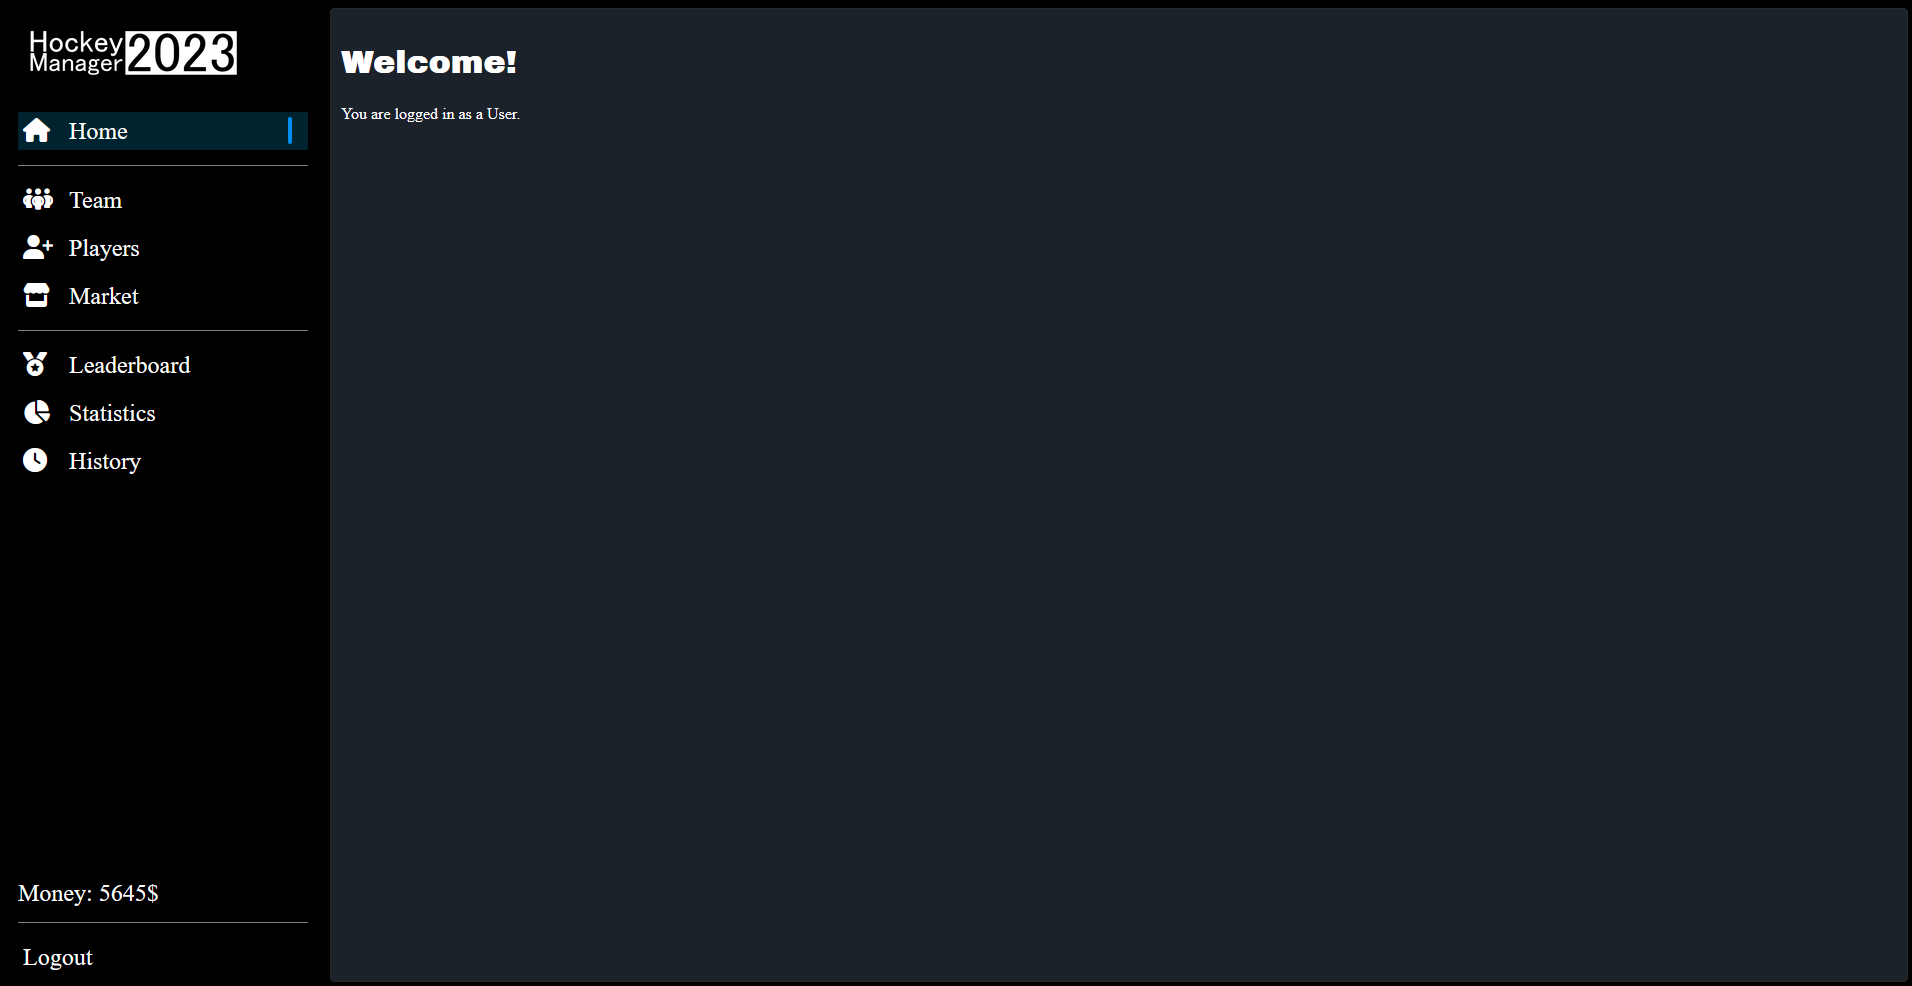 Hockey
Manager 2023
Home
Team
Players
Market
Leaderboard
Statistics
History
Money: 5645$
Logout
Welcome!
You are logged in as a User.